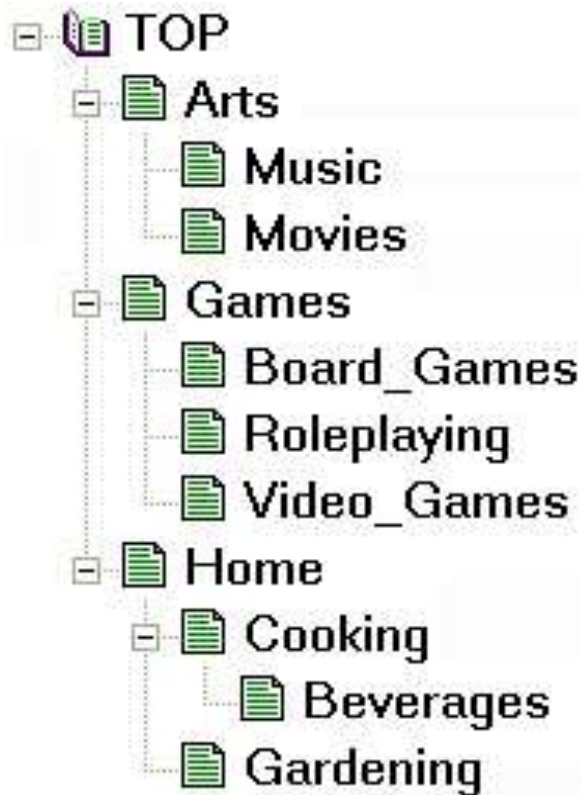 TOP
Arts
Music
Movies
Games
Board_Games
Roleplaying
Video_Games
Home
Cooking
Beverages
Gardening